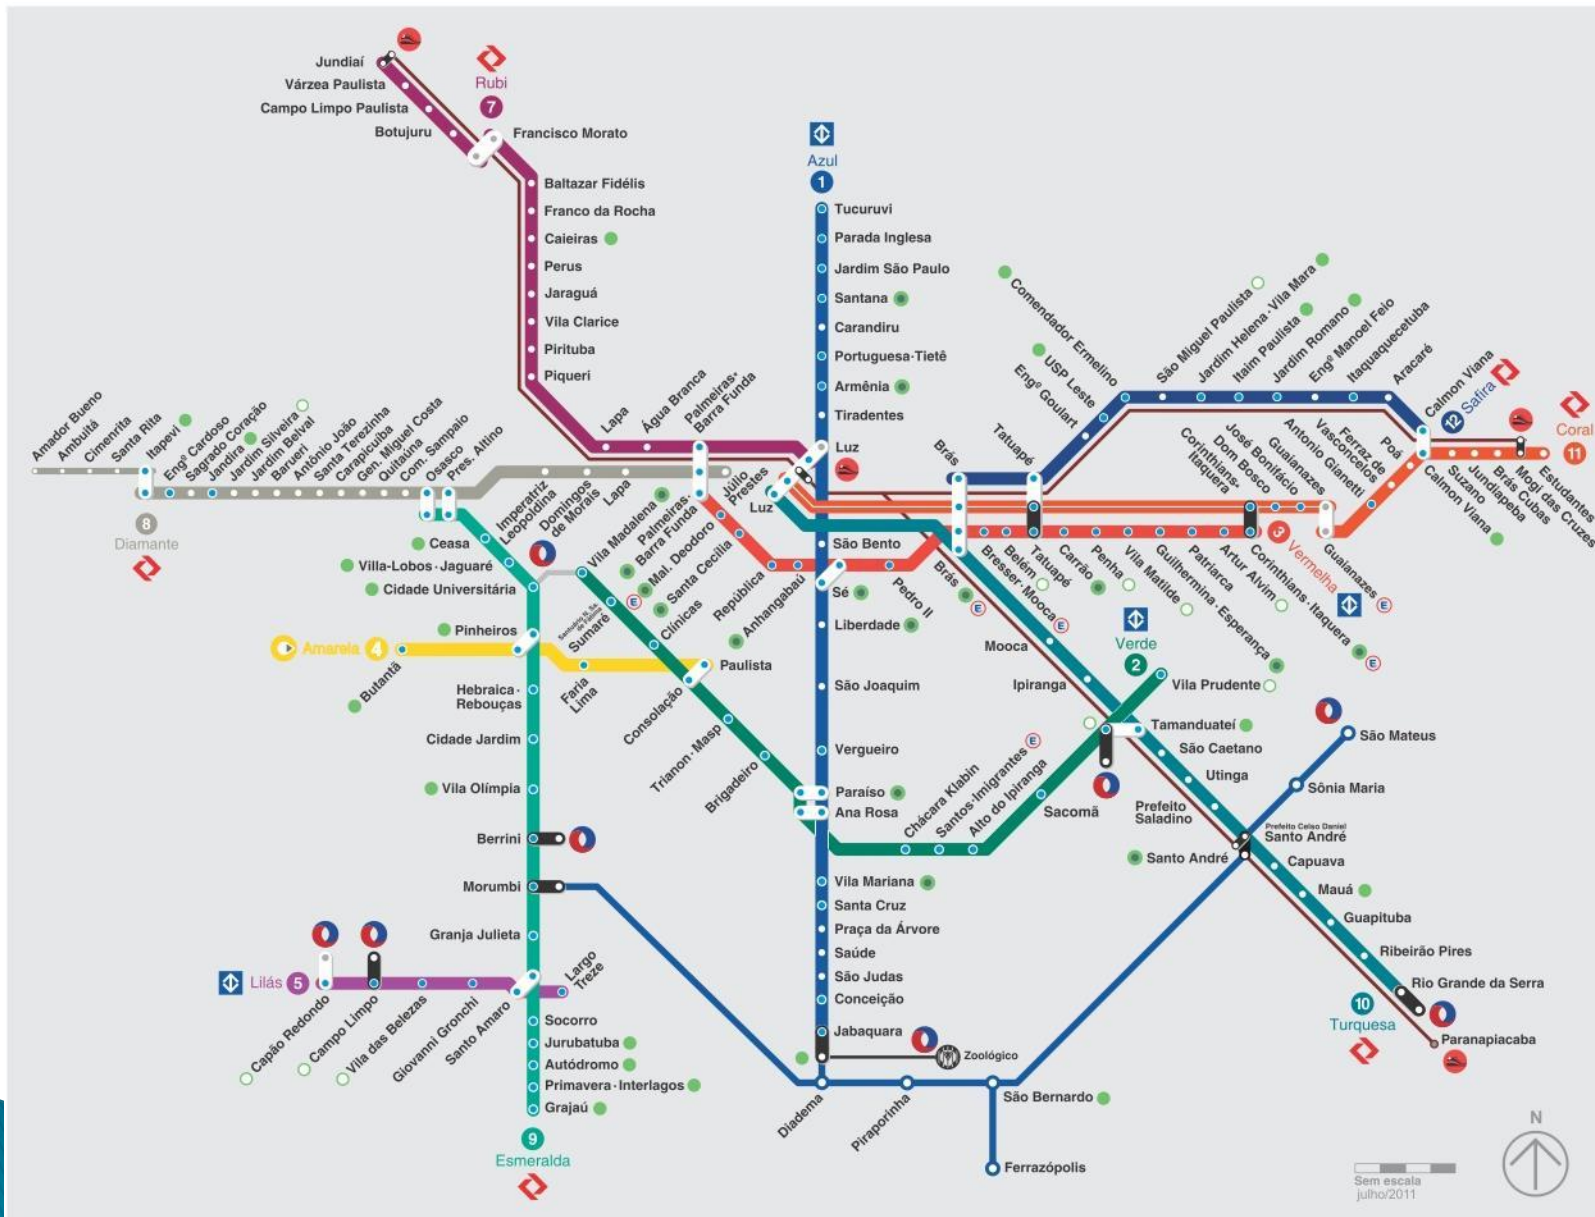 Jundiaí
Várzea Paulista
Campo Limpo Paulista
Botujuru
Rubi
7
Francisco Morato
Baltazar Fidélis
Franco da Rocha
Caieiras
Perus
Jaraguá
Vila Clarice
Pirituba
Piqueri
Lapa
Água Branca
Palmeiras-
Barra Funda
Azul
1
Tucuruvi
Parada Inglesa
Jardim São Paulo
Santana
Carandiru
Portuguesa-Tietê
Armênia
Tiradentes
Luz
São Bento
Sé
Liberdade
São Joaquim
Vergueiro
Paraíso
Ana Rosa
Vila Mariana
Santa Cruz
Praça da Árvore
Saúde
São Judas
Conceição
Jabaquara
Zoológico
Amador Bueno
Ambuitá
Cimenrita
Santa Rita
Itapevi
Engº Cardoso
Sagrado Coração
Jandira
Jardim Silveira
Jardim Belval
Barueri
Antônio João
Santa Terezinha
Carapicuíba
Gen. Miguel Costa
Quitaúna
Com. Sampaio
Osasco
Pres. Altino
Imperatriz
Leopoldina
Domingos
de Morais
Lapa
Júlio
Prestes
8
Diamante
Ceasa
Villa-Lobos-Jaguaré
Cidade Universitária
Pinheiros
Hebraica-
Rebouças
Cidade Jardim
Vila Olímpia
Berrini
Morumbi
Granja Julieta
Santo Amaro
Socorro
Jurubatuba
Autódromo
Primavera-Interlagos
Grajaú
9
Esmeralda
Amarela 4
Butantã
Faria
Lima
Paulista
Luz
Lilás 5
Capão Redondo
Campo Limpo
Vila das Belezas
Giovanni Gronchi
Largo
Treze
Vila Madalena
Santuário N. Sa.
de Fátima
Sumaré
Clínicas
Consolação
Trianon-Masp
Brigadeiro
Chácara Klabin
Santos-Imigrantes
E
Alto do Ipiranga
Sacomã
Verde
2
Vila Prudente
Tamanduateí
Palmeiras-
Barra Funda
E
Mal. Deodoro
Santa Cecília
República
Anhangabaú
Pedro II
Brás
E
Bresser-Mooca
E
Belém
Tatuapé
Carrão
Penha
Vila Matilde
Guilhermina-Esperança
Patriarca
Artur Alvim
Corinthians-Itaquera
E
3
Vermelha
Brás
Tatuapé
Engº Goulart
USP Leste
Comendador Ermelino
São Miguel Paulista
Jardim Helena-Vila Mara
Itaim Paulista
Jardim Romano
Engº Manoel Feio
Itaquaquecetuba
Aracaré
Calmon Viana
12
Safira
Corinthians-
Itaquera
Dom Bosco
José Bonifácio
Guaianazes
Guaianazes
E
Antonio Gianetti
Ferraz de
Vasconcelos
Poá
Calmon Viana
Suzano
Jundiapeba
Brás Cubas
Mogi das Cruzes
Estudantes
Coral
11
Mooca
Ipiranga
São Caetano
Utinga
Prefeito
Saladino
Prefeito Celso Daniel
Santo André
Santo André
Capuava
Mauá
Guapituba
Ribeirão Pires
Rio Grande da Serra
Paranapiacaba
10
Turquesa
São Mateus
Sônia Maria
Diadema
Piraporinha
São Bernardo
Ferrazópolis
N
Sem escala
julho/2011